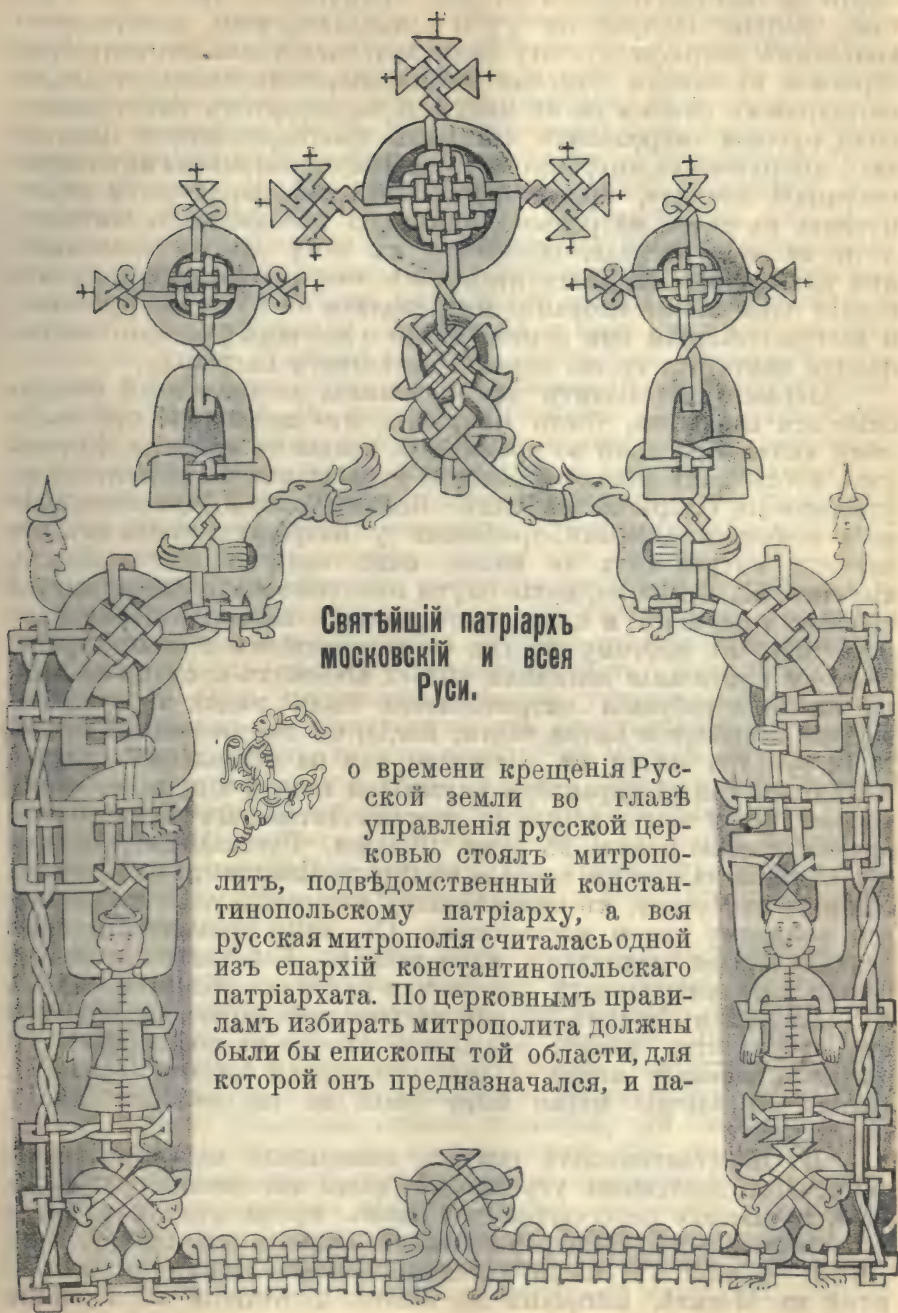 Святѣйшій патріархъ
московскій и всея
Руси.
Со времени крещенія Рус-
ской земли во главѣ
управленія русской цер-
ковью стоялъ митропо-
литъ, подвѣдомственный констан-
тинопольскому патріарху, а вся
русская митрополія считалась одной
изъ епархій константинопольскаго
патріархата. По церковнымъ прави-
ламъ избирать митрополита должны
были бы епископы той области, для
которой онъ предназначался, и па-